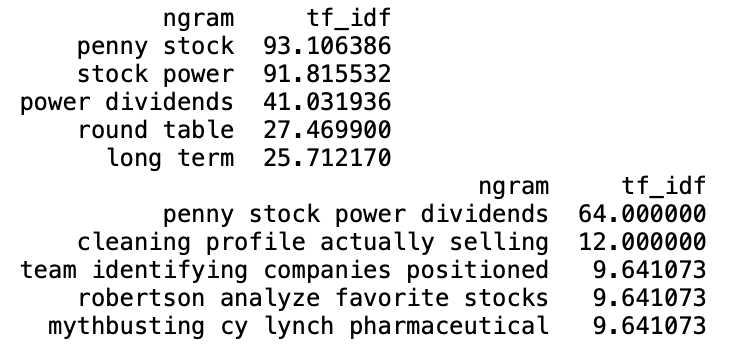 ngram tf_idf
penny stock 93.106386
stock power 91.815532
power dividends 41.031936
round table 27.469900
long term 25.712170
ngram tf_idf
penny stock power dividends 64.000000
cleaning profile actually selling 12.000000
team identifying companies positioned 9.641073
robertson analyze favorite stocks 9.641073
mythbusting cy lynch pharmaceutical 9.641073